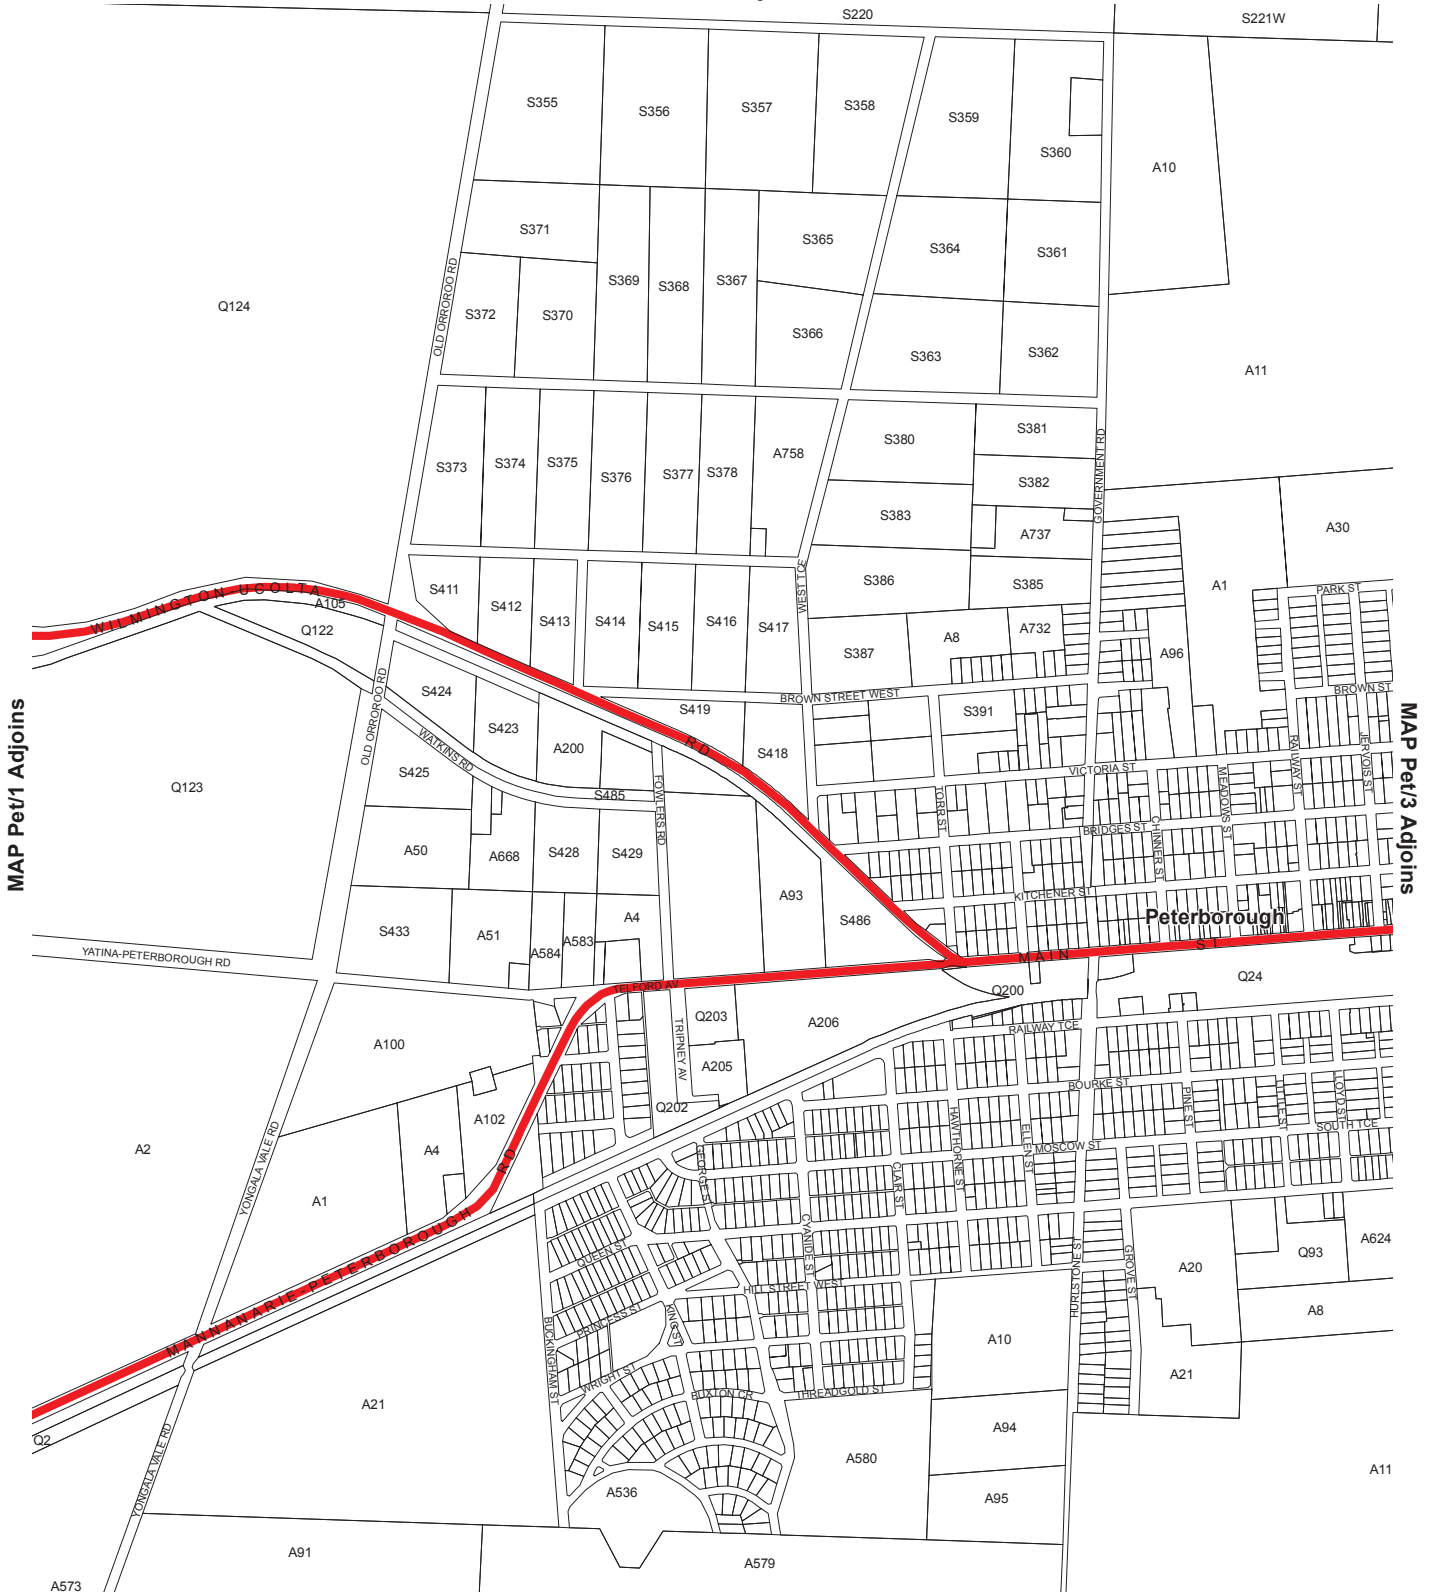 S220
S221W
S355
S356
S357
S358
S359
S360
A10
S371
S365
S364
S361
S369
S368
S367
Q124
OLD ORROROO RD
S372
S370
S366
S363
S362
A11
S373
S374
S375
S376
S377
S378
A758
S380
S381
S382
GOVERNMENT RD
S383
A737
A30
S386
S385
A1
WEST TCE
PARK ST
WILMINGTON-UCOLTA
A105
Q122
S411
S412
S413
S414
S415
S416
S417
S387
A8
A732
A96
BROWN STREET WEST
BROWN ST
S424
S419
S391
OLD ORROROO RD
S423
A200
RD
S418
WATKINS RD
S425
Q123
S485
FOWLERS RD
VICTORIA ST
MEADOWS ST
RAILWAY ST
JERVOIS ST
TORR ST
BRIDGES ST
CHINNER ST
MAP Pet/1 Adjoins
MAP Pet/3 Adjoins
A50
A668
S428
S429
A93
KITCHENER ST
S486
Peterborough
S433
A51
A584
A583
A4
YATINA-PETERBOROUGH RD
MAIN ST
TELFORD AV
Q200
Q24
Q203
A206
RAILWAY TCE
A100
TRIPNEY AV
A205
Q202
BOURKE ST
PINE ST
LITTLE ST
LLOYD ST
SOUTH TCE
A102
A2
A4
A1
YONGALA VALE RD
RD
HAWTHORNE ST
ELLEN ST
MOSCOW ST
GEORGE ST
CLAIR ST
CYANIDE ST
QUEEN ST
HILL STREET WEST
HURLSTONE ST
GROVE ST
A20
Q93
A624
A8
MANNANARIE-PETERBOROUGH
PRINCESS ST
KING ST
BUCKINGHAM ST
A10
A21
WRIGHT ST
BUXTON CR
THREADGOLD ST
A21
Q2
YONGALA VALE RD
A94
A580
A95
A11
A536
A91
A579
A573